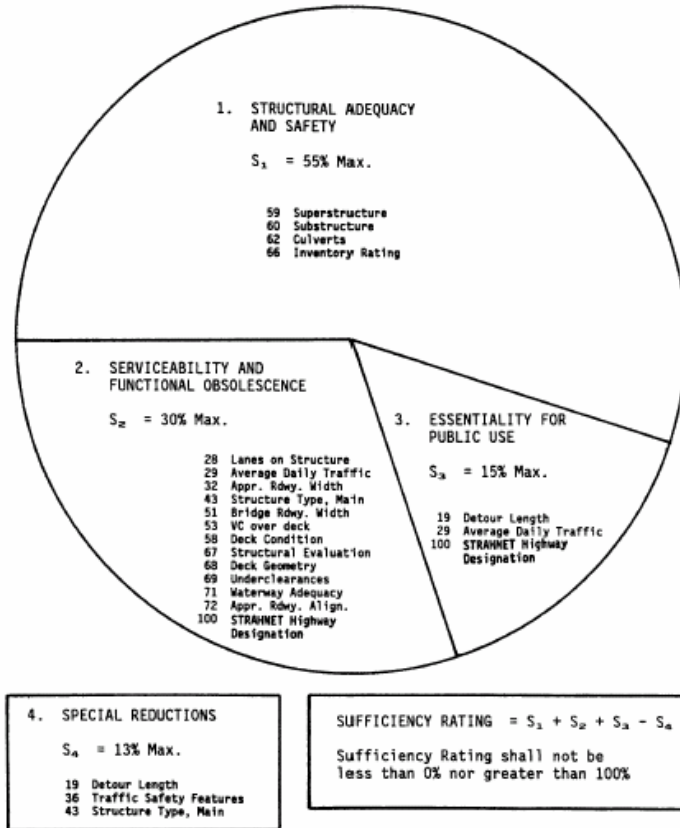 1. STRUCTURAL ADEQUACY
AND SAFETY
S₁ = 55% Max.
59 Superstructure
60 Substructure
62 Culverts
66 Inventory Rating
2. SERVICEABILITY AND
FUNCTIONAL OBSOLESCENCE
S₂ = 30% Max.
28 Lanes on Structure
29 Average Daily Traffic
32 Appr. Rdwy. Width
43 Structure Type, Main
51 Bridge Rdwy. Width
53 VC over deck
58 Deck Condition
67 Structural Evaluation
68 Deck Geometry
69 Underclearances
71 Waterway Adequacy
72 Appr. Rdwy. Align.
100 STRAHNET Highway
Designation
3. ESSENTIALITY FOR
PUBLIC USE
S₃ = 15% Max.
19 Detour Length
29 Average Daily Traffic
100 STRAHNET Highway
Designation
4. SPECIAL REDUCTIONS
S₄ = 13% Max.
19 Detour Length
36 Traffic Safety Features
43 Structure Type, Main
SUFFICIENCY RATING = S₁ + S₂ + S₃ - S₄
Sufficiency Rating shall not be
less than 0% nor greater than 100%